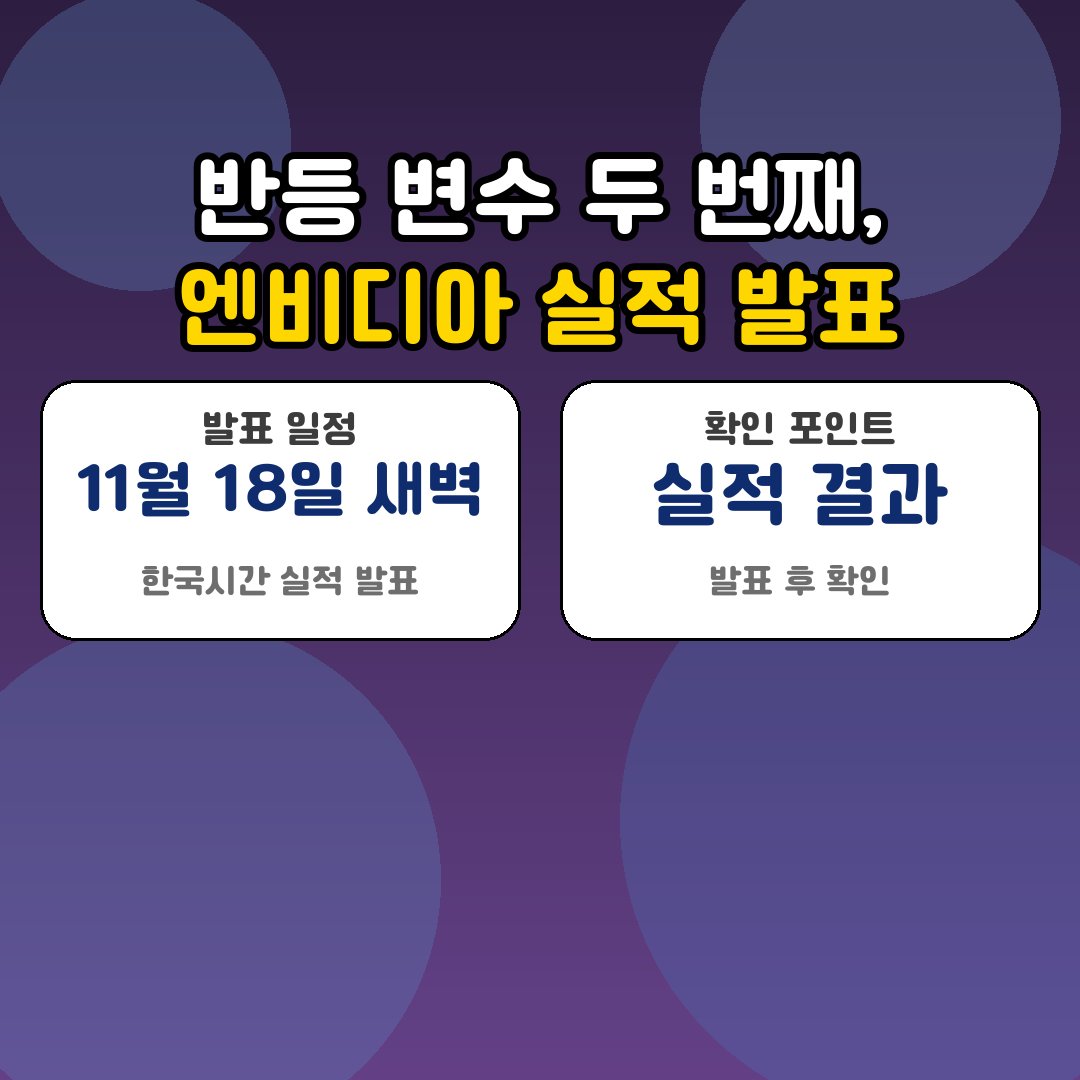 반등 변수 두 번째,
엔비디아 실적 발표
발표 일정
11월 18일 새벽
한국시간 실적 발표
확인 포인트
실적 결과
발표 후 확인